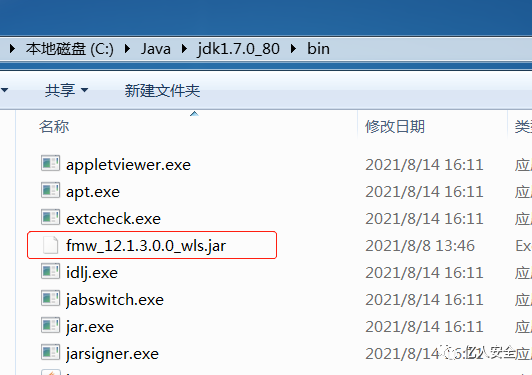 本地磁盘 (C:) Java jdk1.7.0_80 bin
共享 新建文件夹
名称 修改日期 类
appletviewer.exe 2021/8/14 16:11 应
apt.exe 2021/8/14 16:11 应
extcheck.exe 2021/8/14 16:11 应
fmw_12.1.3.0.0_wls.jar 2021/8/8 13:46 Ex
idlj.exe 2021/8/14 16:11 应
jabswitch.exe 2021/8/14 16:11 应
jar.exe 2021/8/14 16:11 应
jarsigner.exe 2021/8/14 16:11 应
亿人安全